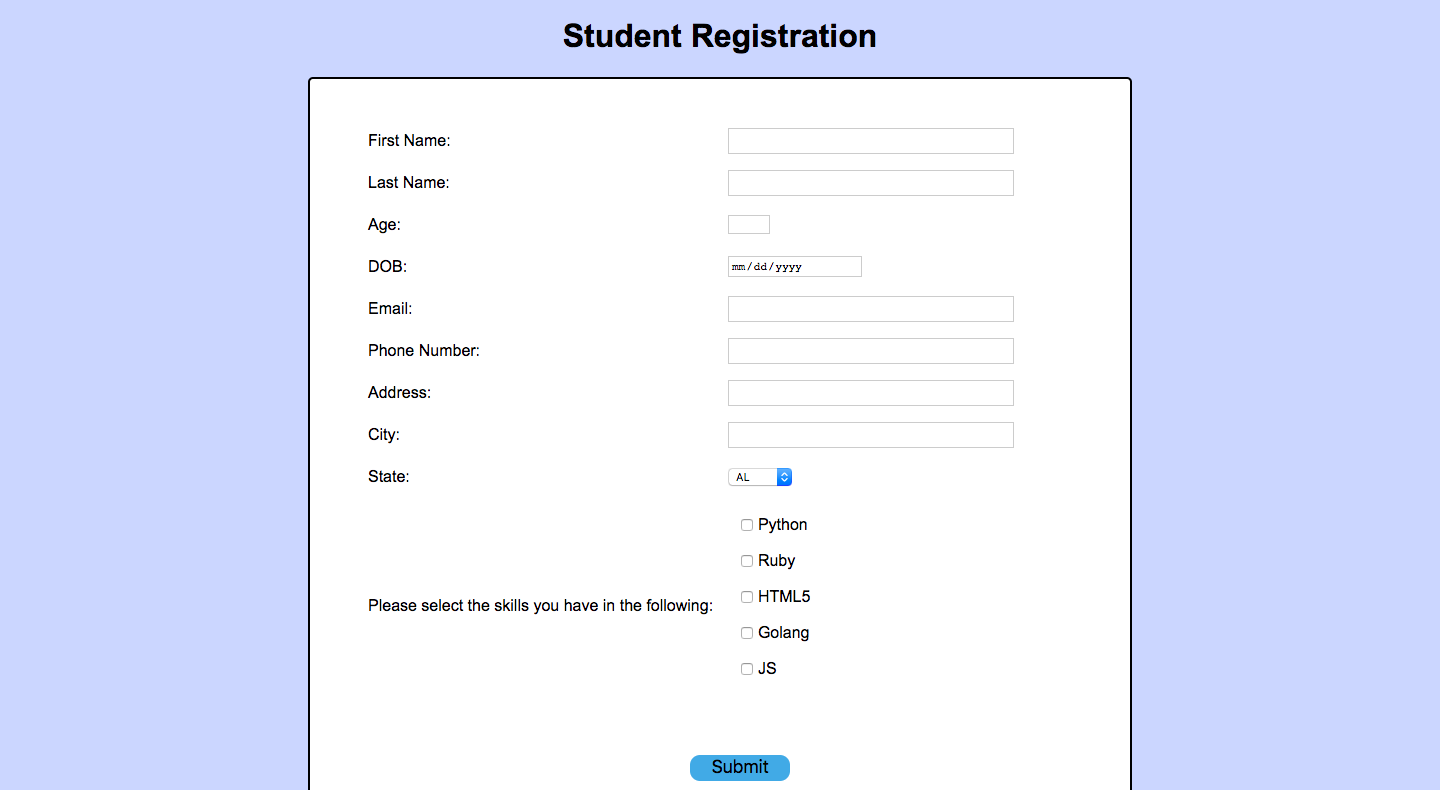 Student Registration
First Name:
Last Name:
Age:
DOB: mm/dd/yyyy
Email:
Phone Number:
Address:
City:
State: AL
Python
Ruby
HTML5
Please select the skills you have in the following:
Golang
JS
Submit